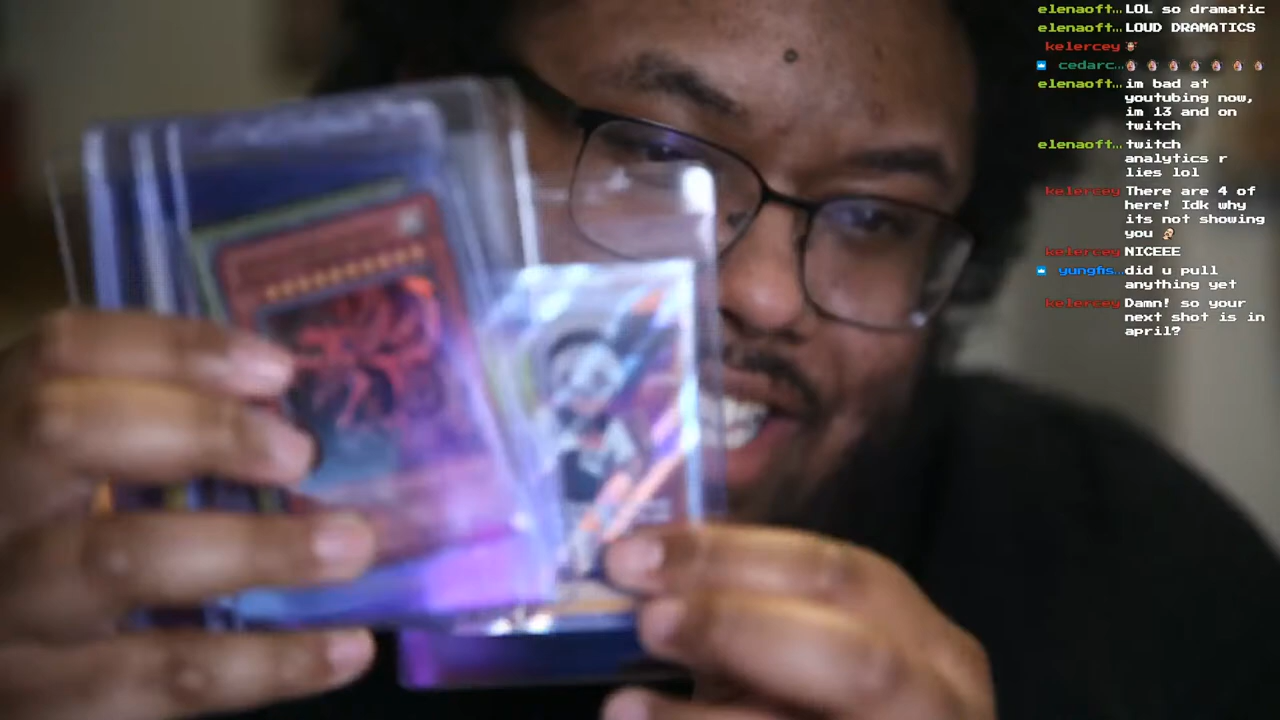 elenaoft… LOL so dramatic
elenaoft… LOUD DRAMATICS
kelercey
cedarc…
elenaoft… im bad at
youtubing now,
im 13 and on
twitch
elenaoft… twitch
analytics r
lies lol
kelercey There are 4 of
here! Idk why
its not showing
you
kelercey NICEEE
yungfis… did u pull
anything yet
kelercey Damn! so your
next shot is in
april?